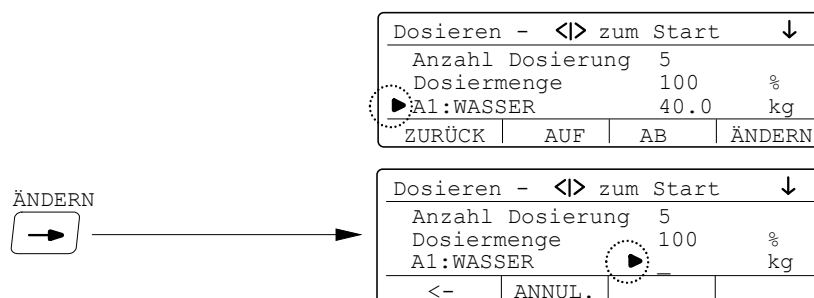 Dosieren - <|> zum Start ↓
Anzahl Dosierung 5
Dosiermenge 100 %
▶A1:WASSER 40.0 kg
ZURÜCK | AUF | AB | ÄNDERN
ÄNDERN
Dosieren - <|> zum Start ↓
Anzahl Dosierung 5
Dosiermenge 100 %
A1:WASSER ▶_ kg
<- | ANNUL.